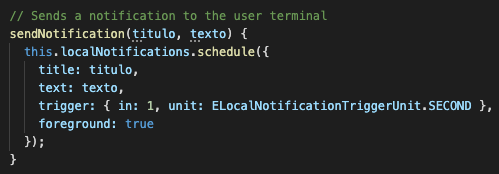 // Sends a notification to the user terminal
sendNotification(titulo, texto) {
this.localNotifications.schedule({
title: titulo,
text: texto,
trigger: { in: 1, unit: ELocalNotificationTriggerUnit.SECOND },
foreground: true
});
}